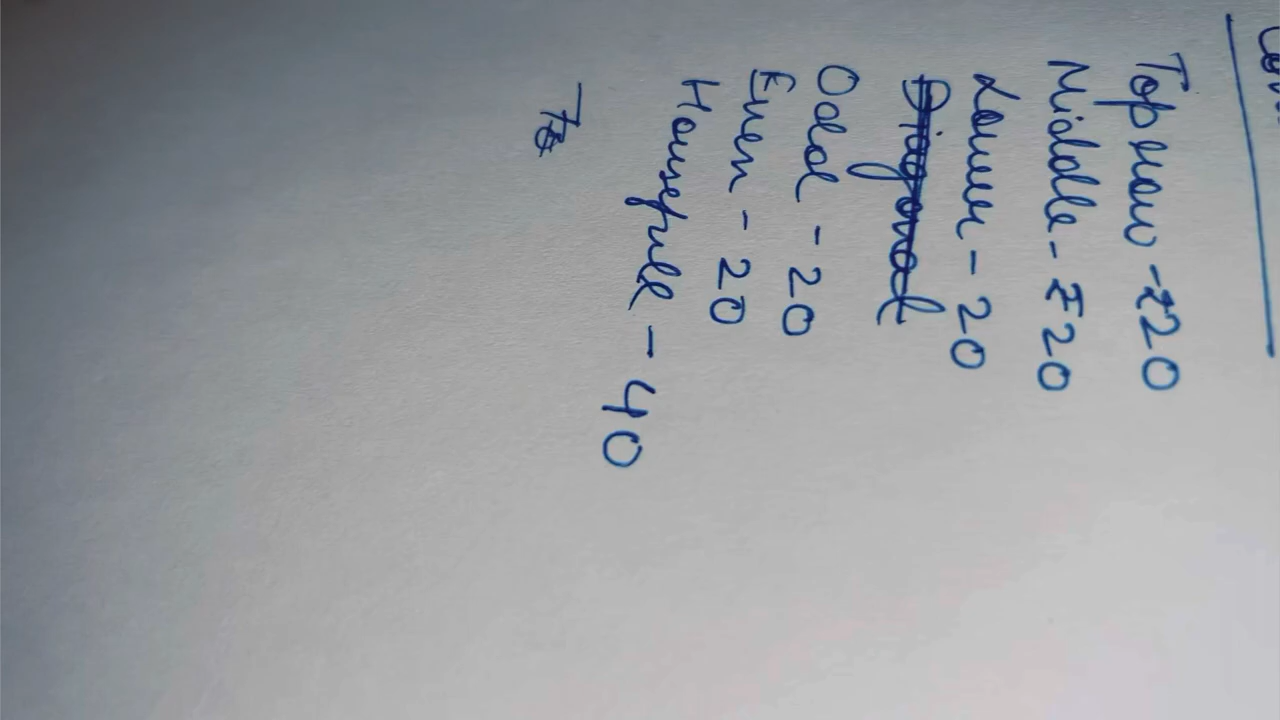 Top row - ₹20
Middle - ₹20
Lower - 20
Diagonal
Odd - 20
Even - 20
Housefull - 40